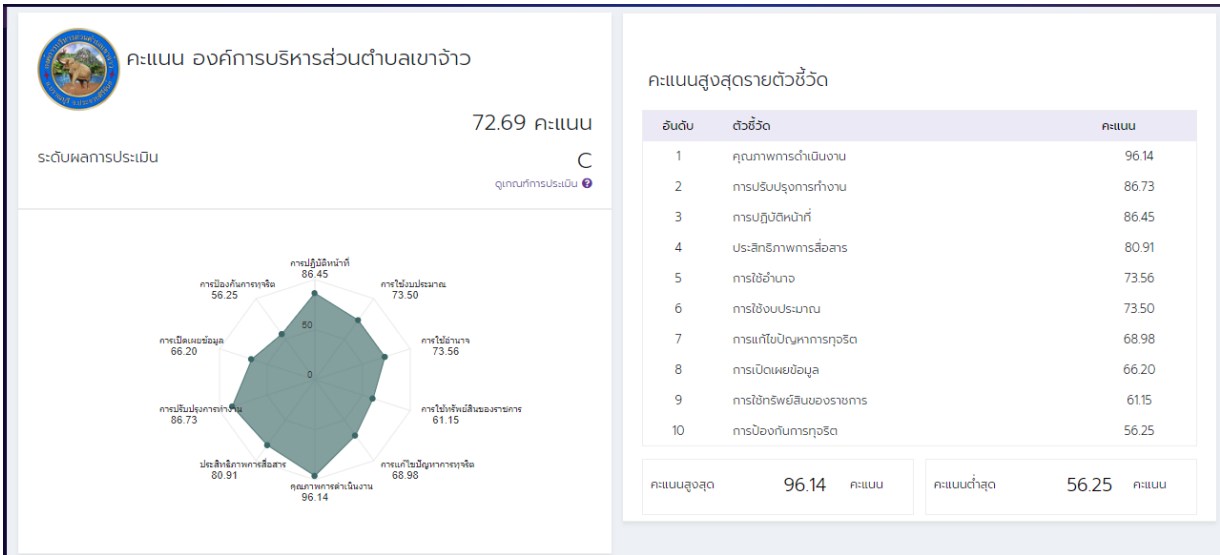 คะแนน องค์การบริหารส่วนตำบลเขาจ้าว
72.69 คะแนน
ระดับผลการประเมิน
C
ดูเกณฑ์การประเมิน
การปฏิบัติหน้าที่
86.45
การใช้งบประมาณ
73.50
การใช้อำนาจ
73.56
การใช้ทรัพย์สินของราชการ
61.15
การแก้ไขปัญหาการทุจริต
68.98
คุณภาพการดำเนินงาน
96.14
ประสิทธิภาพการสื่อสาร
80.91
การปรับปรุงการทำงาน
86.73
การเปิดเผยข้อมูล
66.20
การป้องกันการทุจริต
56.25
50
0
คะแนนสูงสุดรายตัวชี้วัด
อันดับ ตัวชี้วัด คะแนน
1 คุณภาพการดำเนินงาน 96.14
2 การปรับปรุงการทำงาน 86.73
3 การปฏิบัติหน้าที่ 86.45
4 ประสิทธิภาพการสื่อสาร 80.91
5 การใช้อำนาจ 73.56
6 การใช้งบประมาณ 73.50
7 การแก้ไขปัญหาการทุจริต 68.98
8 การเปิดเผยข้อมูล 66.20
9 การใช้ทรัพย์สินของราชการ 61.15
10 การป้องกันการทุจริต 56.25
คะแนนสูงสุด 96.14 คะแนน
คะแนนต่ำสุด 56.25 คะแนน